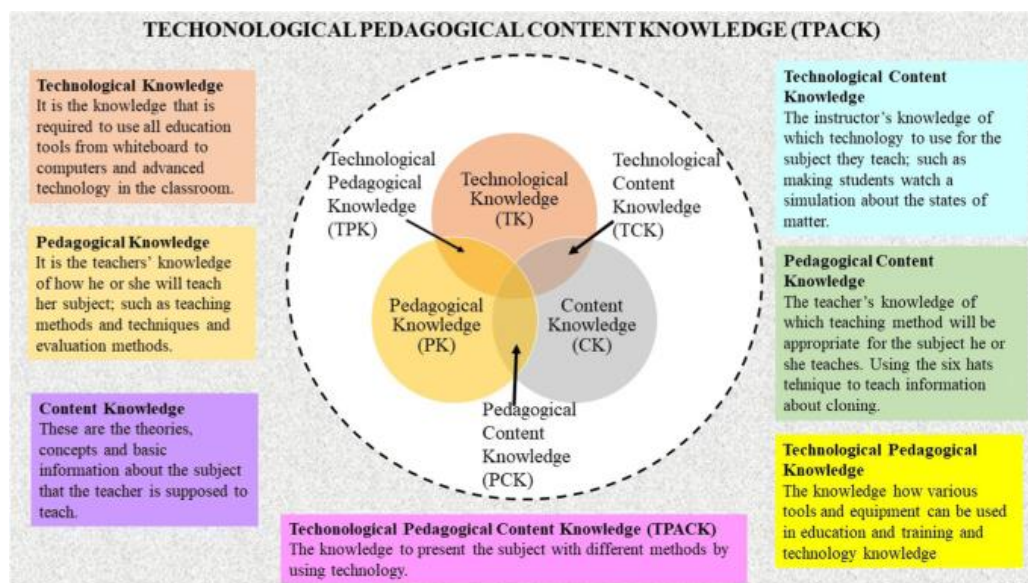 TECHONOLOGICAL PEDAGOGICAL CONTENT KNOWLEDGE (TPACK)
Technological Knowledge
It is the knowledge that is
required to use all education
tools from whiteboard to
computers and advanced
technology in the classroom.
Pedagogical Knowledge
It is the teachers' knowledge
of how he or she will teach
her subject; such as teaching
methods and techniques and
evaluation methods.
Content Knowledge
These are the theories,
concepts and basic
information about the subject
that the teacher is supposed to
teach.
Technological
Pedagogical
Knowledge
(TPK)
Technological
Knowledge
(TK)
Technological
Content
Knowledge
(TCK)
Pedagogical
Knowledge
(PK)
Content
Knowledge
(CK)
Pedagogical
Content
Knowledge
(PCK)
Technological Content
Knowledge
The instructor's knowledge of
which technology to use for the
subject they teach; such as
making students watch a
simulation about the states of
matter.
Pedagogical Content
Knowledge
The teacher's knowledge of
which teaching method will be
appropriate for the subject he or
she teaches. Using the six hats
tehnique to teach information
about cloning.
Technological Pedagogical
Knowledge
The knowledge how various
tools and equipment can be used
in education and training and
technology knowledge
Techonological Pedagogical Content Knowledge (TPACK)
The knowledge to present the subject with different methods by
using technology.